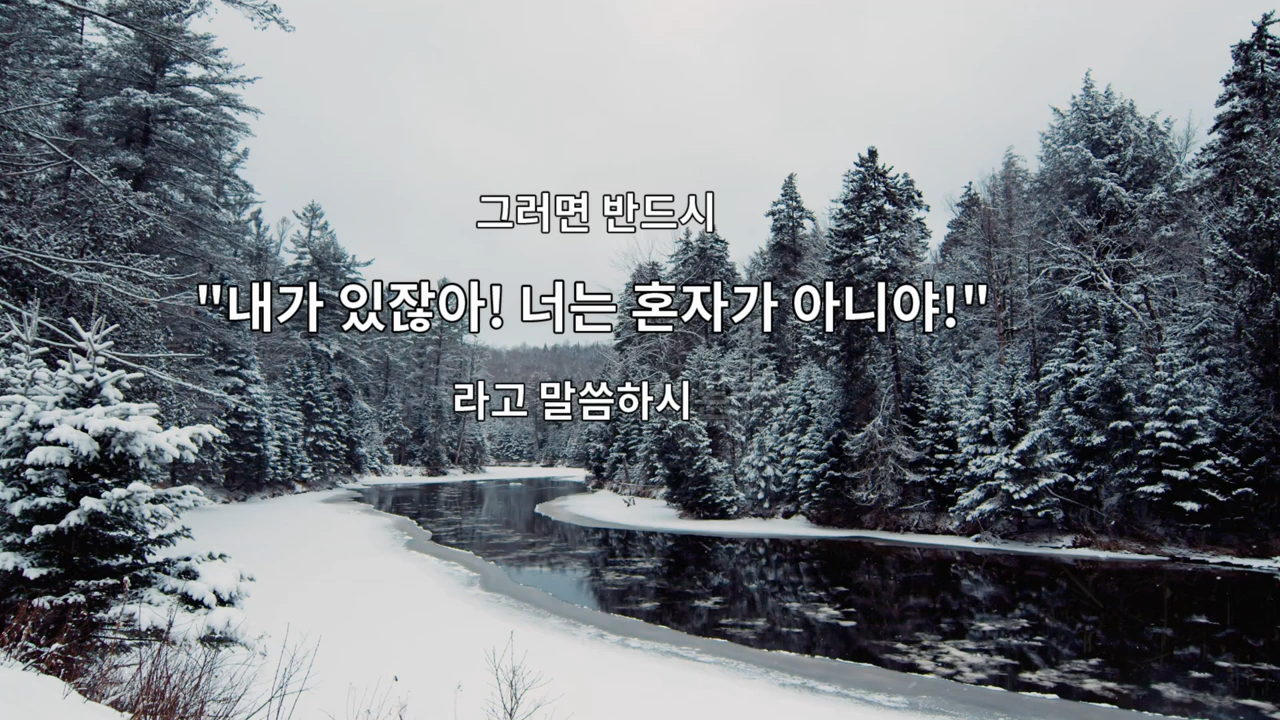 그러면 반드시
"내가 있잖아! 너는 혼자가 아니야!"
라고 말씀하시